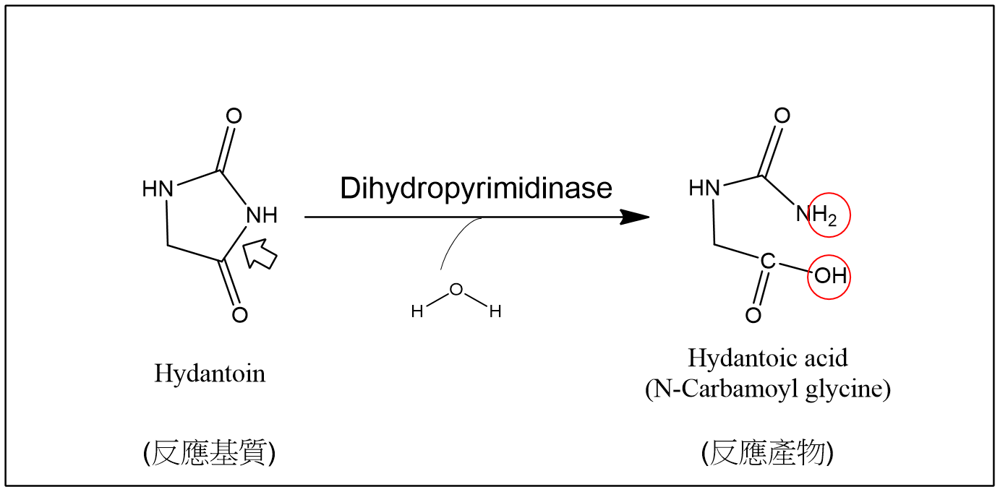 O
O
HN
Dihydropyrimidinase
HN
NH
NH2
C
OH
O
H
H
O
O
Hydantoin
Hydantoic acid
(N-Carbamoyl glycine)
(反應基質)
(反應產物)